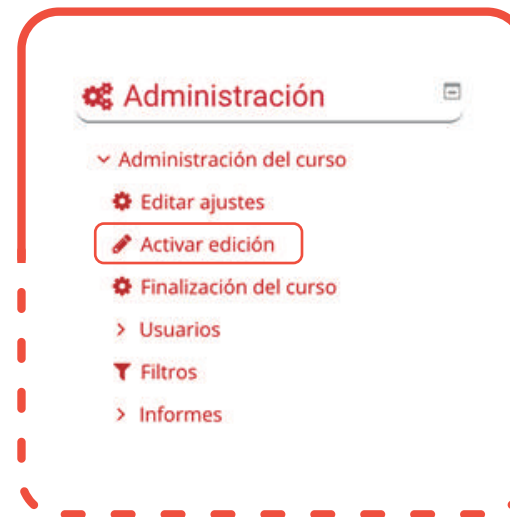 Administración
Administración del curso
Editar ajustes
Activar edición
Finalización del curso
Usuarios
Filtros
Informes